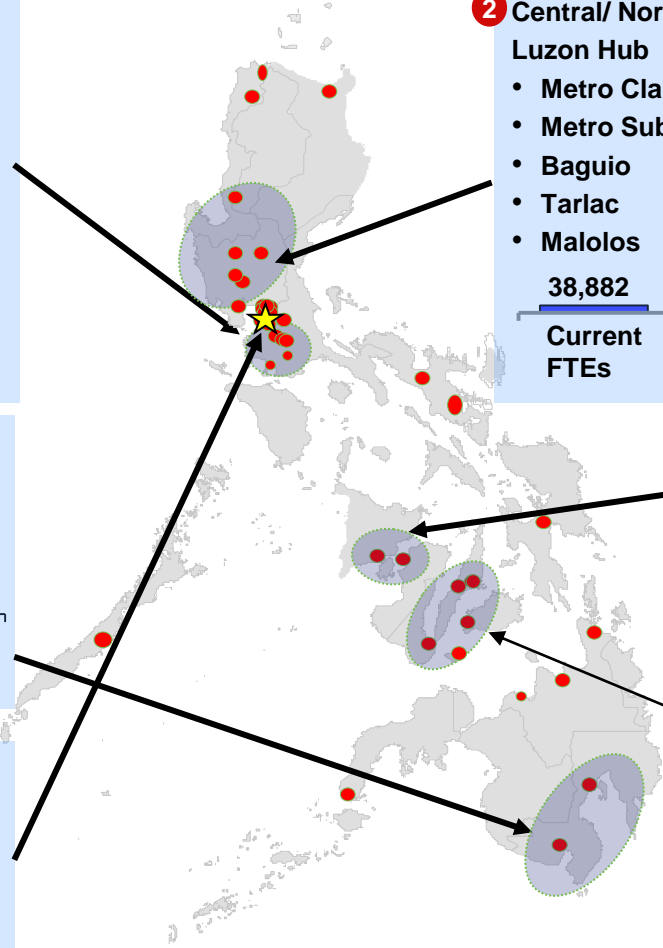 2 Central/ Nor
Luzon Hub
• Metro Cla
• Metro Sub
• Baguio
• Tarlac
• Malolos
38,882
Current
FTEs